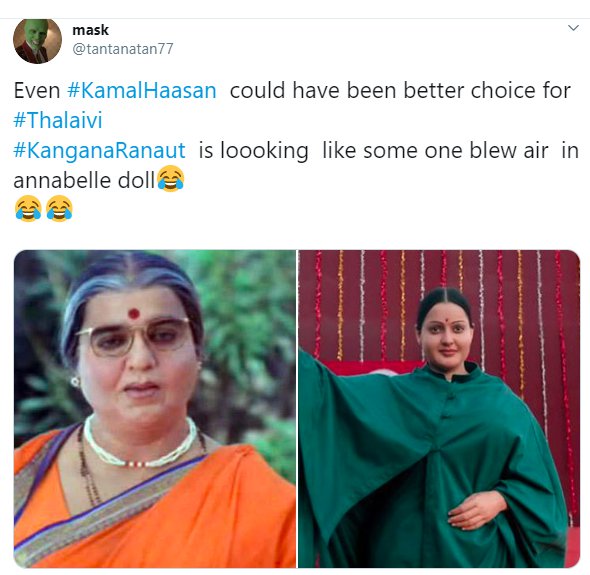 mask
@tantanatan77
Even #KamalHaasan could have been better choice for
#Thalaivi
#KanganaRanaut is loooking like some one blew air in
annabelle doll😂
😂😂